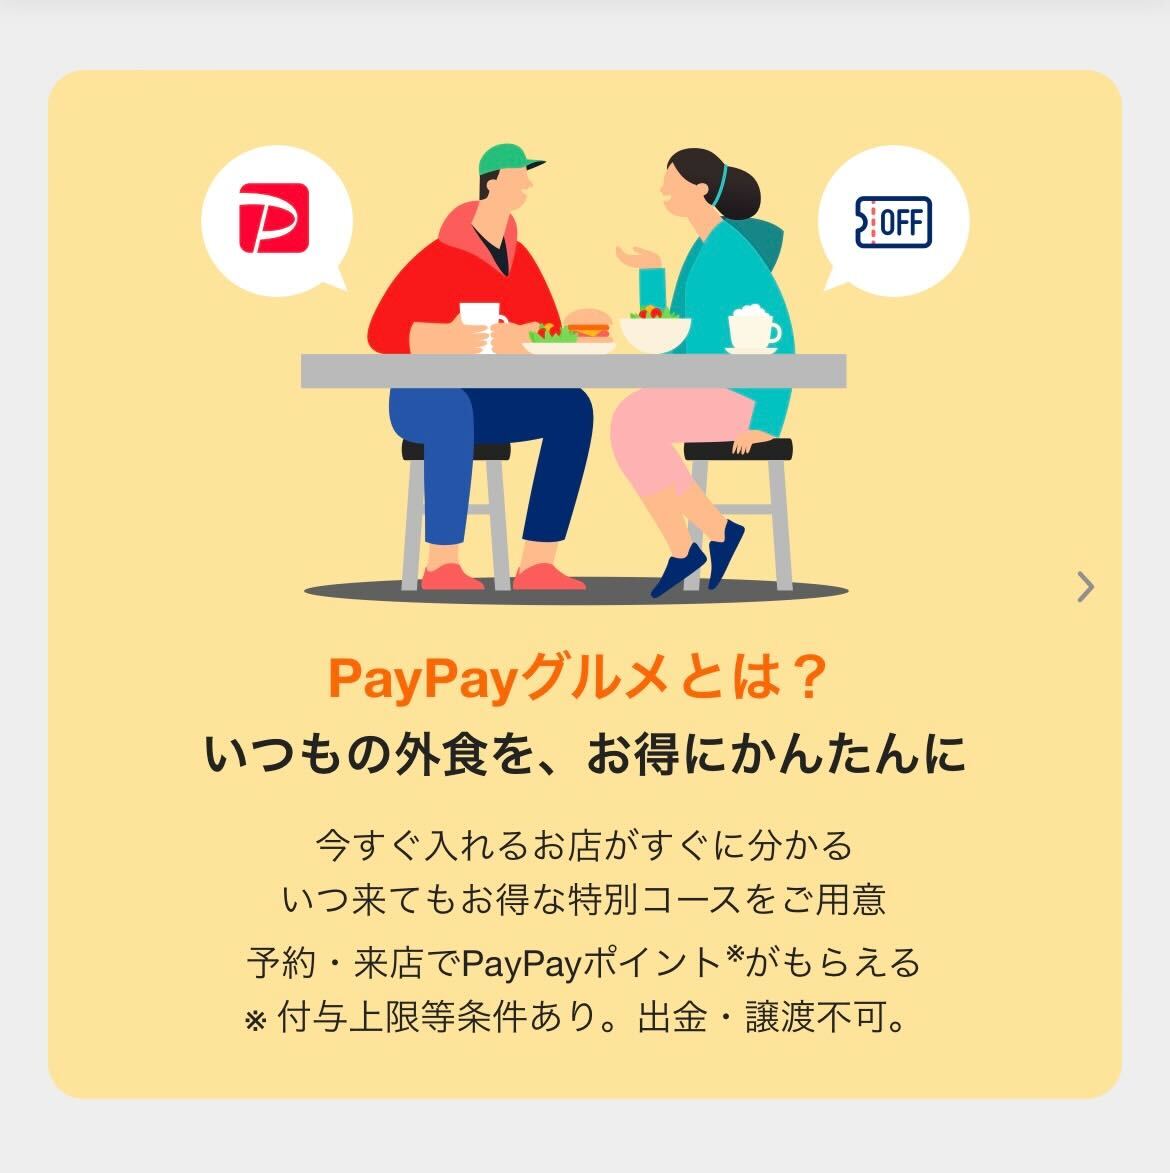 OFF
PayPayグルメとは？
いつもの外食を、お得にかんたんに
今すぐ入れるお店がすぐに分かる
いつ来てもお得な特別コースをご用意
予約・来店でPayPayポイント※がもらえる
※ 付与上限等条件あり。出金・譲渡不可。